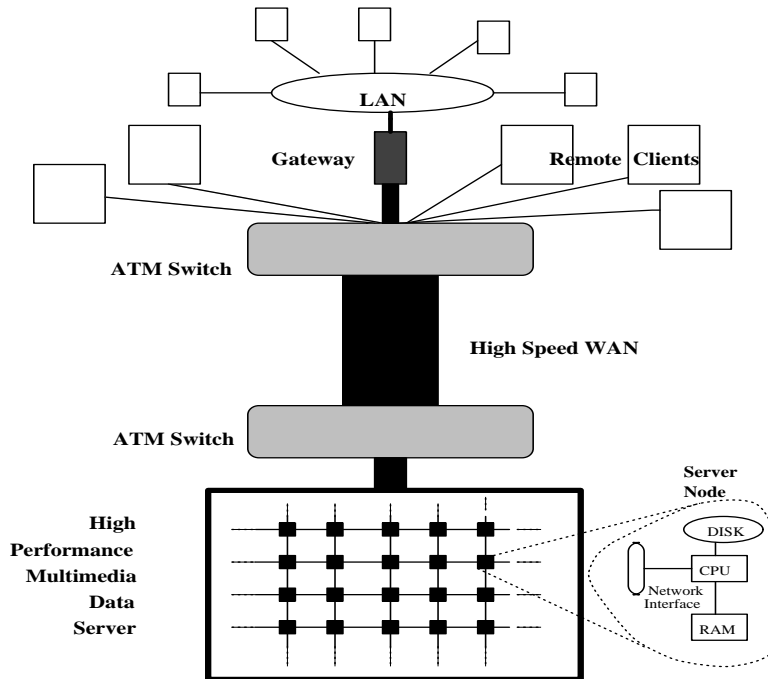 LAN
Gateway
Remote Clients
ATM Switch
High Speed WAN
ATM Switch
High
Performance
Multimedia
Data
Server
Server
Node
DISK
CPU
Network
Interface
RAM